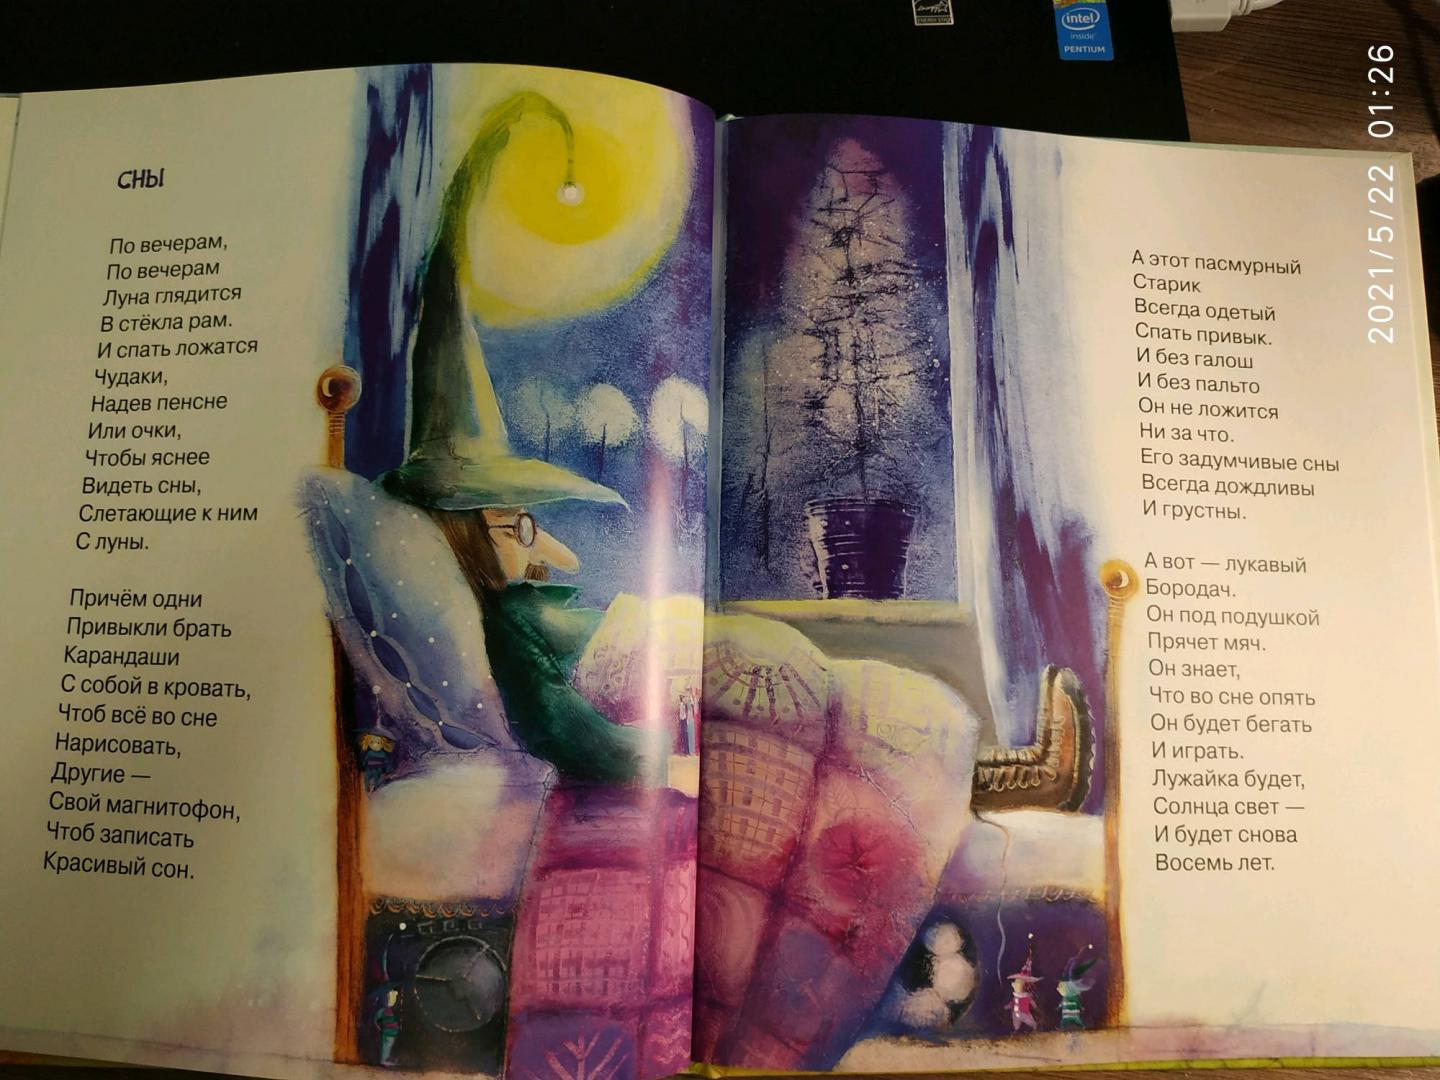 СНЫ
По вечерам,
По вечерам
Луна глядится
В стёкла рам.
И спать ложатся
Чудаки,
Надев пенсне
Или очки,
Чтобы яснее
Видеть сны,
Слетающие к ним
С луны.
Причём одни
Привыкли брать
Карандаши
С собой в кровать,
Чтоб всё во сне
Нарисовать,
Другие —
Свой магнитофон,
Чтоб записать
Красивый сон.
А этот пасмурный
Старик
Всегда одетый
Спать привык.
И без галош
И без пальто
Он не ложится
Ни за что.
Его задумчивые сны
Всегда дождливы
И грустны.
А вот — лукавый
Бородач.
Он под подушкой
Прячет мяч.
Он знает,
Что во сне опять
Он будет бегать
И играть.
Лужайка будет,
Солнца свет —
И будет снова
Восемь лет.
ENERGY STAR
intel
inside
PENTIUM
2021/5/22 01:26